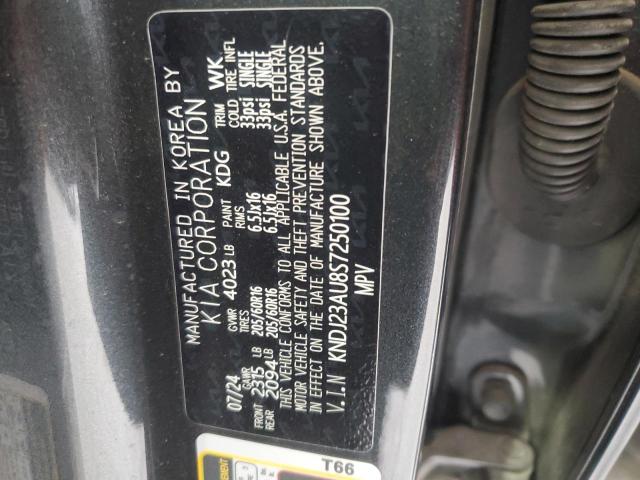 MANUFACTURED IN KOREA BY
KIA CORPORATION
07/24 GVWR 4023 LB PAINT KDG TRIM WK
GAWR TIRES RIMS COLD TIRE INFL
FRONT 2315 LB 205/60R16 6.5Jx16 33psi SINGLE
REAR 2094 LB 205/60R16 6.5Jx16 33psi SINGLE
THIS VEHICLE CONFORMS TO ALL APPLICABLE U.S.A. FEDERAL
MOTOR VEHICLE SAFETY AND THEFT PREVENTION STANDARDS
IN EFFECT ON THE DATE OF MANUFACTURE SHOWN ABOVE.
V.I.N KNDJ23AU8S7250100
MPV
T66